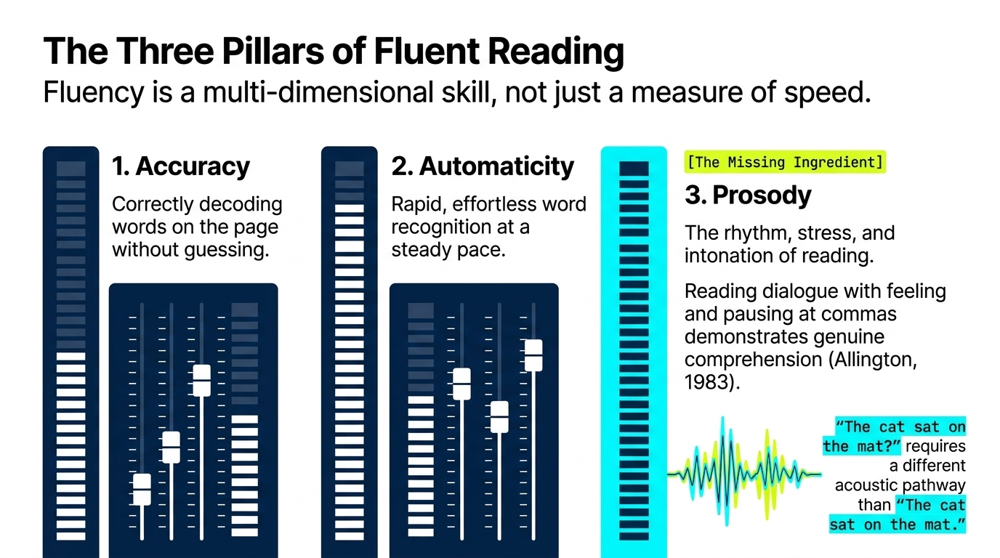 The Three Pillars of Fluent Reading
Fluency is a multi-dimensional skill, not just a measure of speed.
1. Accuracy
Correctly decoding
words on the page
without guessing.
2. Automaticity
Rapid, effortless word
recognition at a
steady pace.
[The Missing Ingredient]
3. Prosody
The rhythm, stress, and
intonation of reading.
Reading dialogue with feeling
and pausing at commas
demonstrates genuine
comprehension (Allington,
1983).
“The cat sat on
the mat?” requires
a different
acoustic pathway
than “The cat
sat on the mat.”